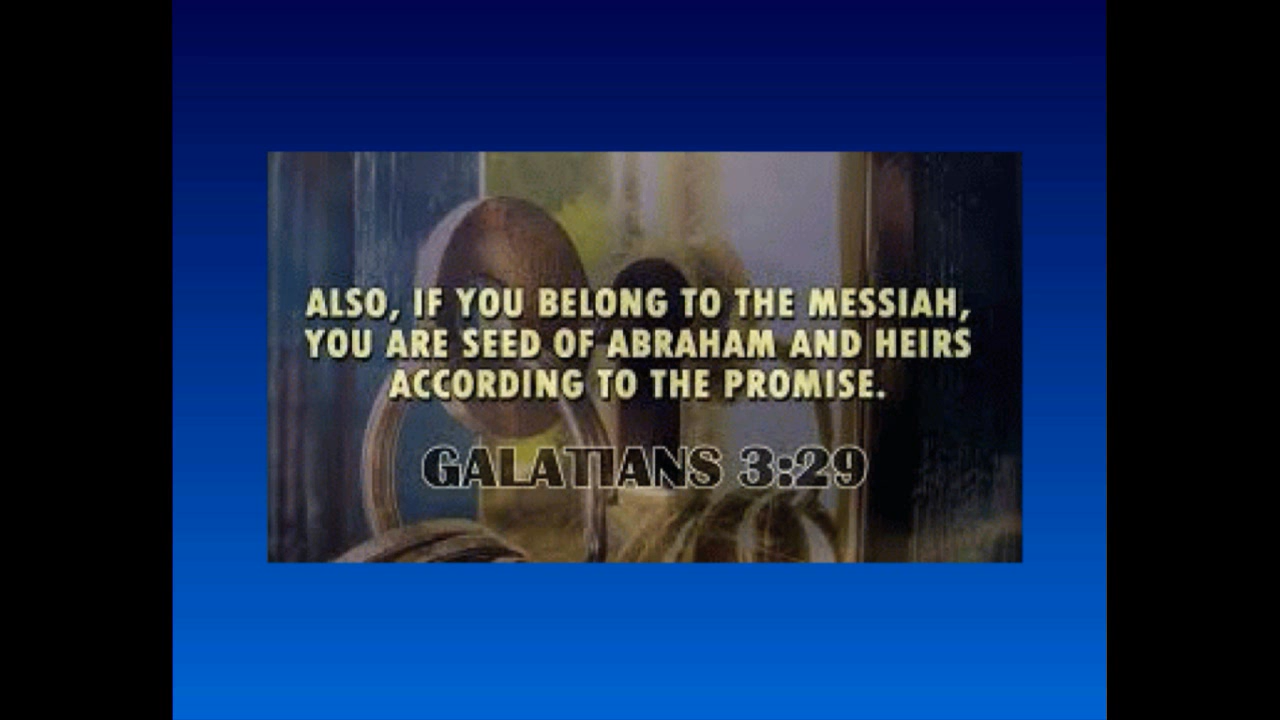 ALSO, IF YOU BELONG TO THE MESSIAH,
YOU ARE SEED OF ABRAHAM AND HEIRS
ACCORDING TO THE PROMISE.
GALATIANS 3:29